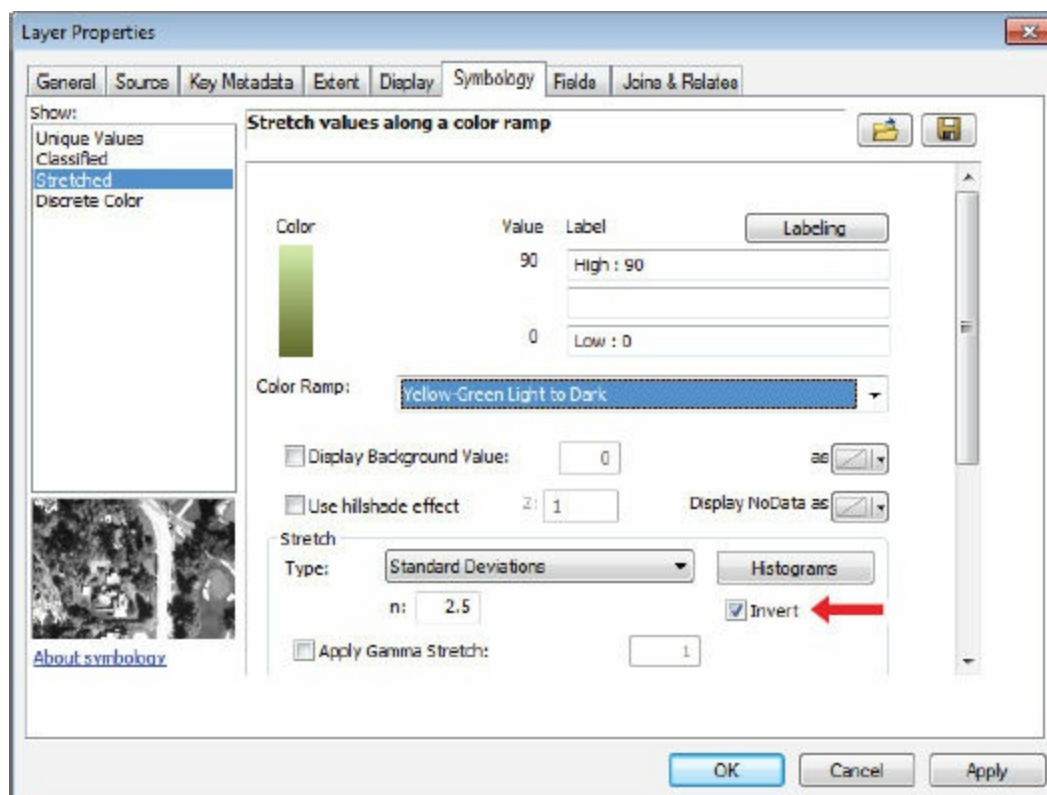 Layer Properties
General Source Key Metadata Extent Display Symbology Fields Joins & Relates
Show:
Unique Values
Classified
Stretched
Discrete Color
About symbology
Stretch values along a color ramp
Color Value Label Labeling
90 High : 90
0 Low : 0
Color Ramp: Yellow-Green Light to Dark
Display Background Value: 0 as
Use hillshade effect Z: 1 Display NoData as
Stretch
Type: Standard Deviations Histograms
n: 2.5 Invert
Apply Gamma Stretch: 1
OK Cancel Apply